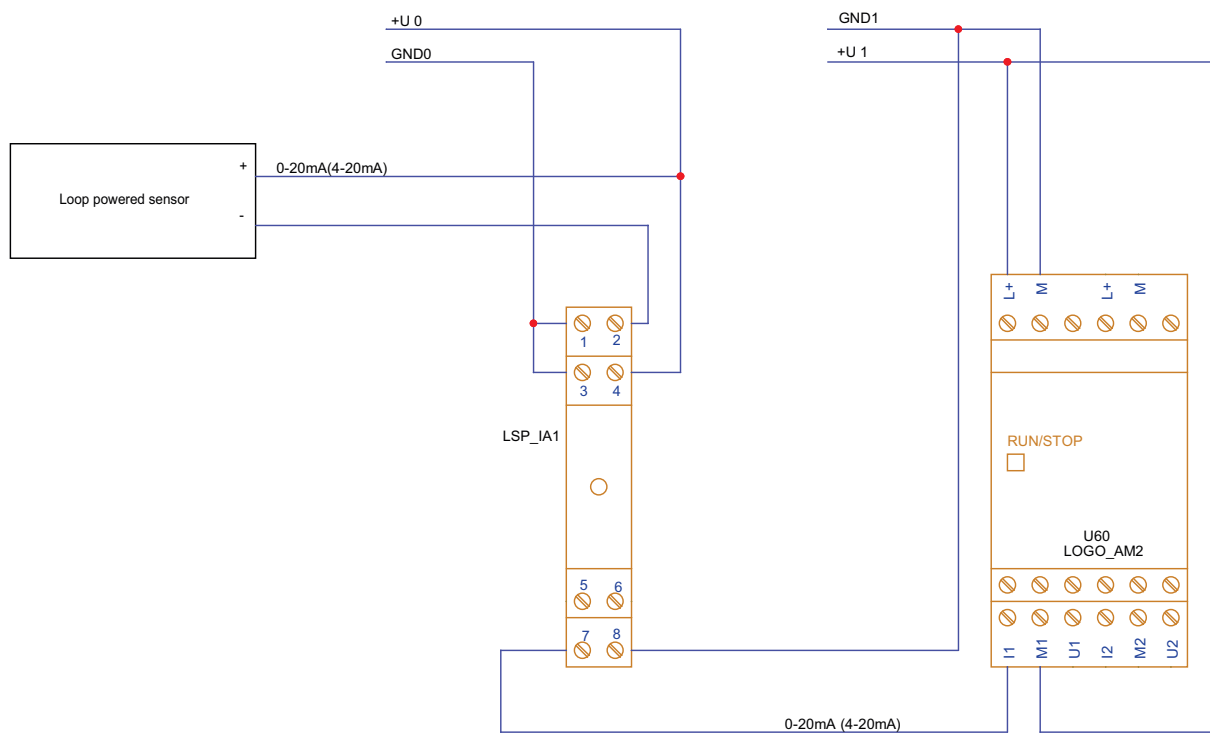 +U 0
GND0
GND1
+U 1
+
0-20mA(4-20mA)
Loop powered sensor
-
L+ M L+ M
1 2
3 4
LSP_IA1
RUN/STOP
U60
LOGO_AM2
5 6
7 8
I1 M1 U1 I2 M2 U2
0-20mA (4-20mA)